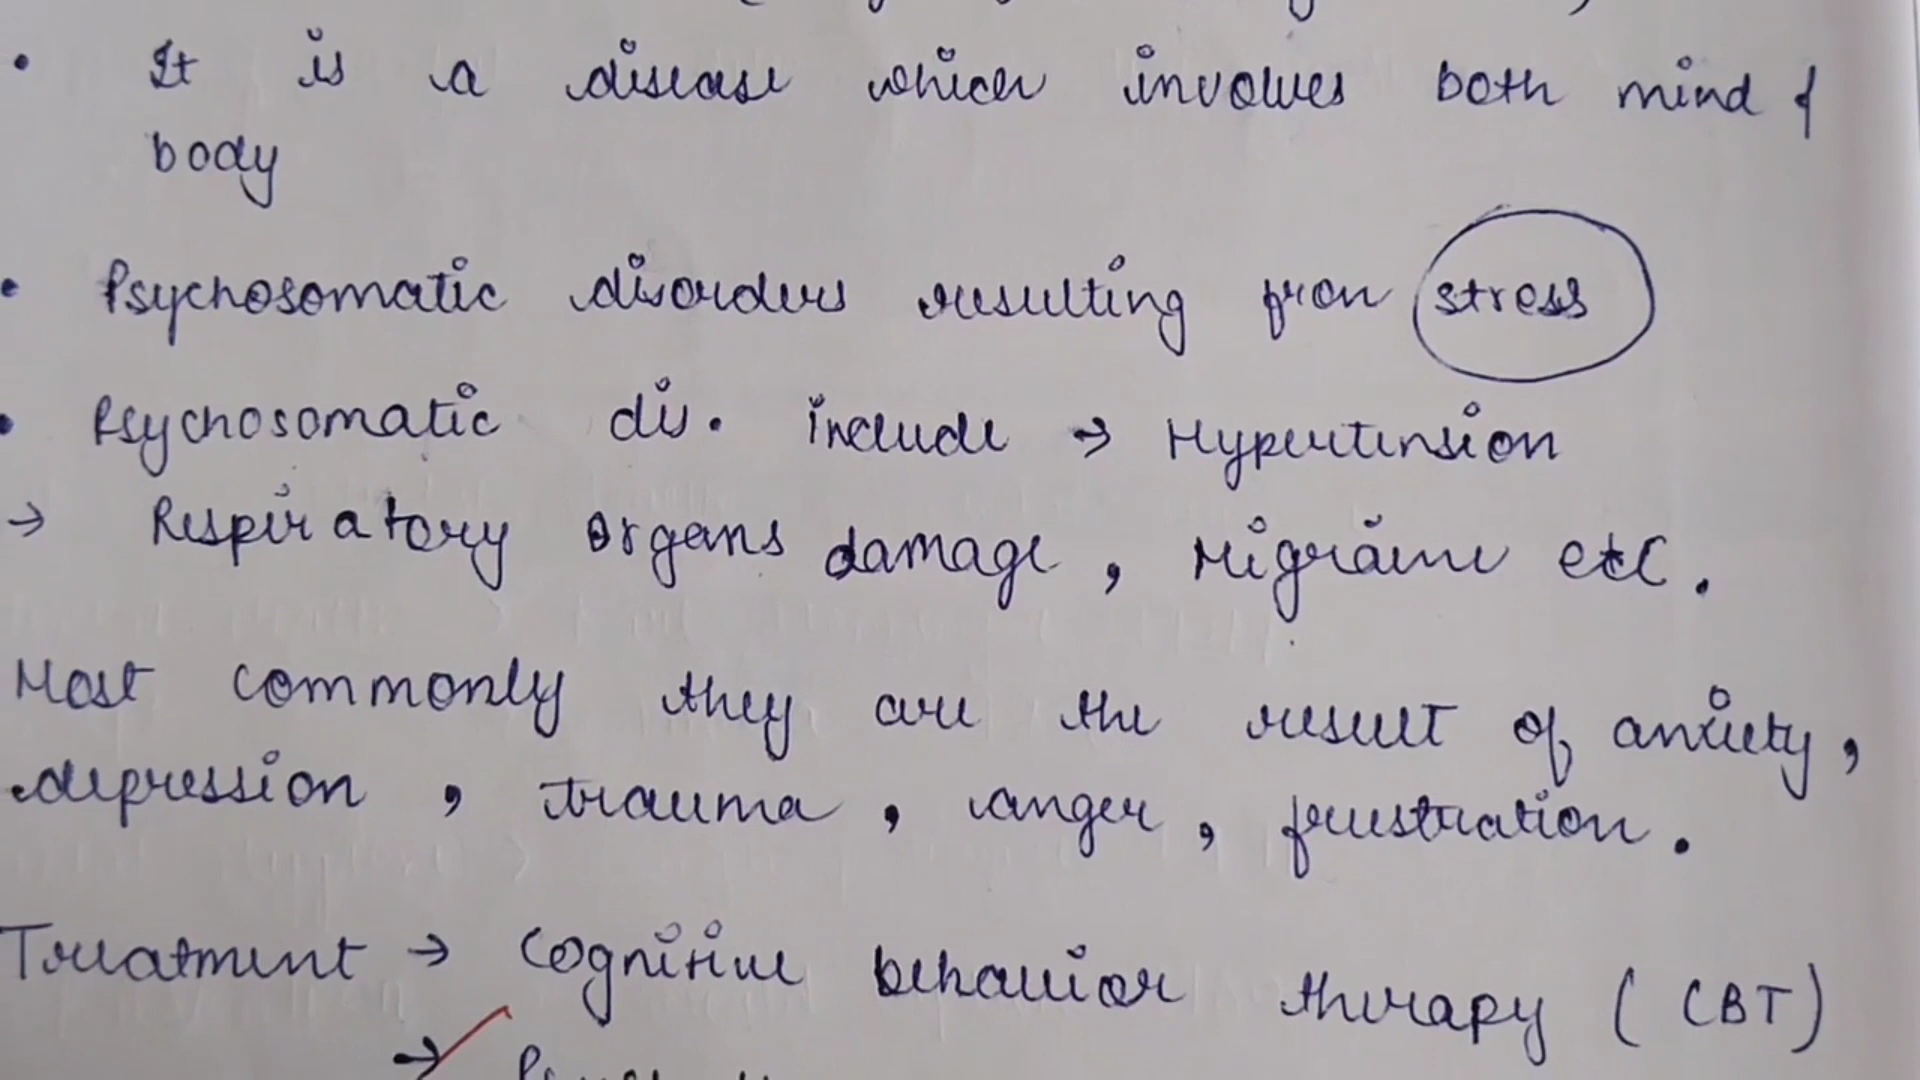 • It is a disease which involves both mind &
body
• Psychosomatic disorders resulting from stress
• Psychosomatic dis. include → Hypertension
→ Respiratory organs damage, Migraine etc.
Most commonly they are the result of anxiety,
depression, trauma, anger, frustration.
Treatment → Cognitive behavior therapy (CBT)
→